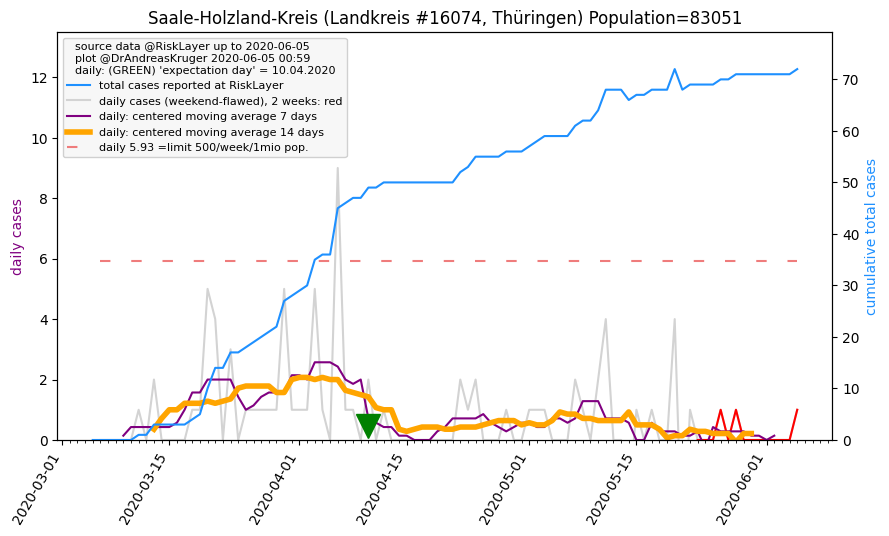 Saale-Holzland-Kreis (Landkreis #16074, Thüringen) Population=83051
source data @RiskLayer up to 2020-06-05
plot @DrAndreasKruger 2020-06-05 00:59
daily: (GREEN) 'expectation day' = 10.04.2020
total cases reported at RiskLayer
daily cases (weekend-flawed), 2 weeks: red
daily: centered moving average 7 days
daily: centered moving average 14 days
daily 5.93 =limit 500/week/1mio pop.
daily cases
12
10
8
6
4
2
0
70
60
50
40
30
20
10
0
cumulative total cases
2020-03-01
2020-03-15
2020-04-01
2020-04-15
2020-05-01
2020-05-15
2020-06-01